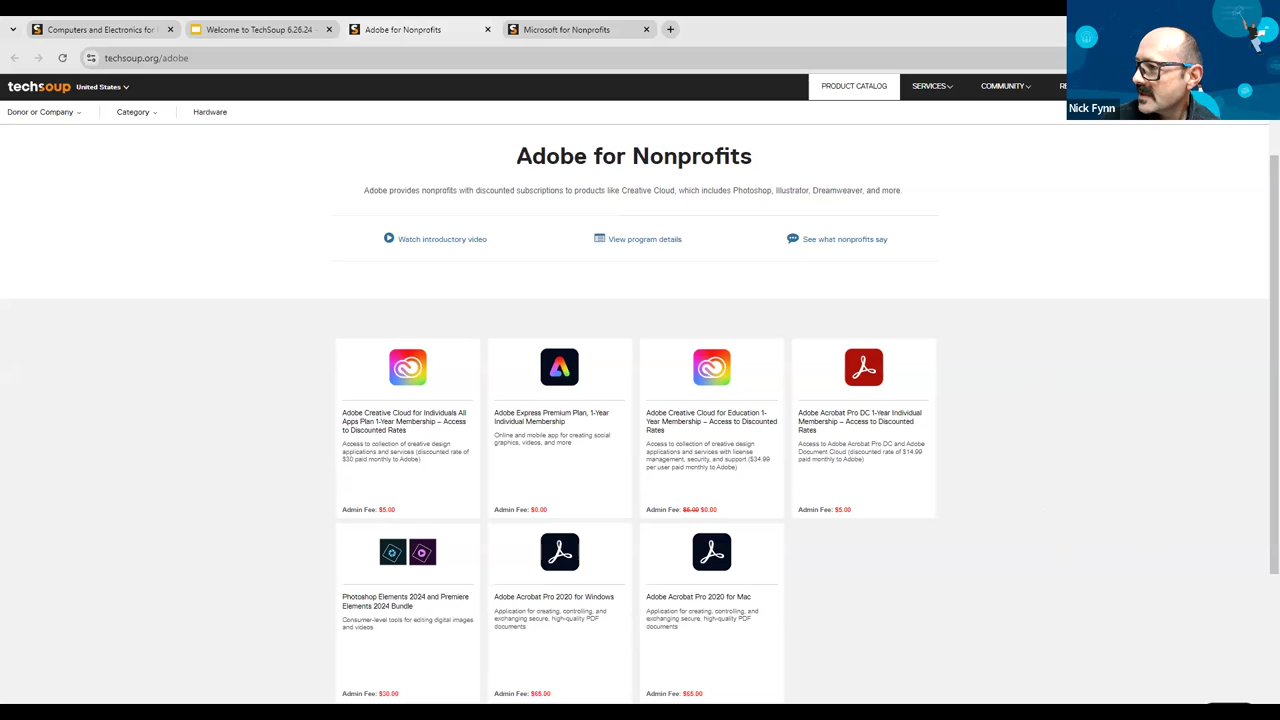 Computers and Electronics for
Welcome to TechSoup 6.26.24
Adobe for Nonprofits
Microsoft for Nonprofits
techsoup.org/adobe
Nick Fynn
techsoup United States
PRODUCT CATALOG
SERVICES
COMMUNITY
Donor or Company
Category
Hardware
Adobe for Nonprofits
Adobe provides nonprofits with discounted subscriptions to products like Creative Cloud, which includes Photoshop, Illustrator, Dreamweaver, and more.
Watch introductory video
View program details
See what nonprofits say
Adobe Creative Cloud for Individuals All
Apps Plan 1-Year Membership – Access
to Discounted Rates
Access to collection of creative design
applications and services (discounted rate of
$30 paid monthly to Adobe)
Admin Fee: $5.00
Adobe Express Premium Plan, 1-Year
Individual Membership
Online and mobile app for creating social
graphics, videos, and more
Admin Fee: $0.00
Adobe Creative Cloud for Education 1-
Year Membership – Access to Discounted
Rates
Access to collection of creative design
applications and services with license
management, security, and support ($34.99
per user paid monthly to Adobe)
Admin Fee: $5.00 $0.00
Adobe Acrobat Pro DC 1-Year Individual
Membership – Access to Discounted
Rates
Access to Adobe Acrobat Pro DC and Adobe
Document Cloud (discounted rate of $14.99
paid monthly to Adobe)
Admin Fee: $5.00
Photoshop Elements 2024 and Premiere
Elements 2024 Bundle
Consumer-level tools for editing digital images
and videos
Admin Fee: $30.00
Adobe Acrobat Pro 2020 for Windows
Application for creating, controlling, and
exchanging secure, high-quality PDF
documents
Admin Fee: $65.00
Adobe Acrobat Pro 2020 for Mac
Application for creating, controlling, and
exchanging secure, high-quality PDF
documents
Admin Fee: $65.00